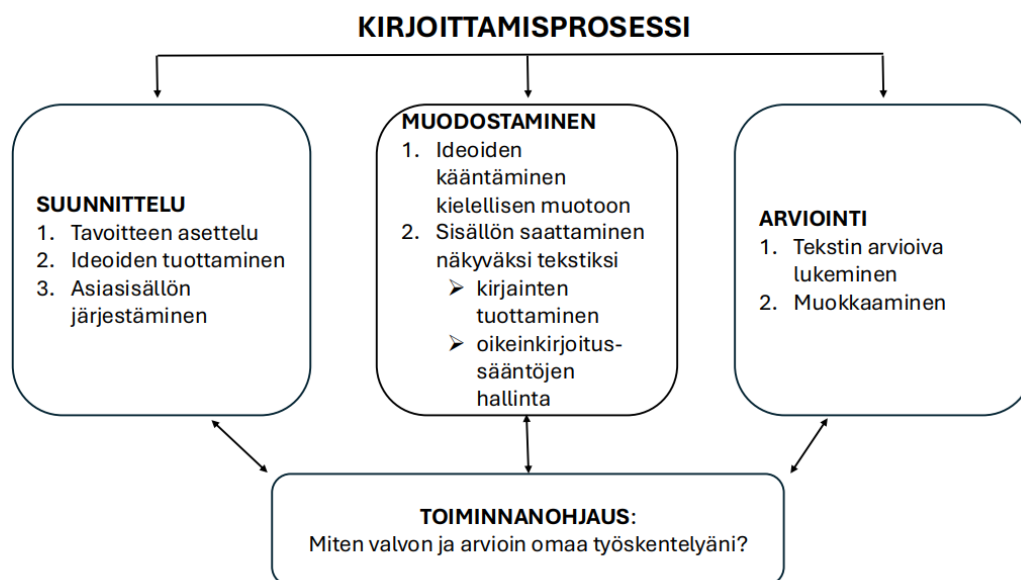 KIRJOITTAMISPROSESSI
SUUNNITTELU
1. Tavoitteen asettelu
2. Ideoiden tuottaminen
3. Asiasisällön
järjestäminen
MUODOSTAMINEN
1. Ideoiden
kääntäminen
kielellisen muotoon
2. Sisällön saattaminen
näkyväksi tekstiksi
➢ kirjainten
tuottaminen
➢ oikeinkirjoitus-
sääntöjen
hallinta
ARVIOINTI
1. Tekstin arvioiva
lukeminen
2. Muokkaaminen
TOIMINNANOHJAUS:
Miten valvon ja arvioin omaa työskentelyäni?